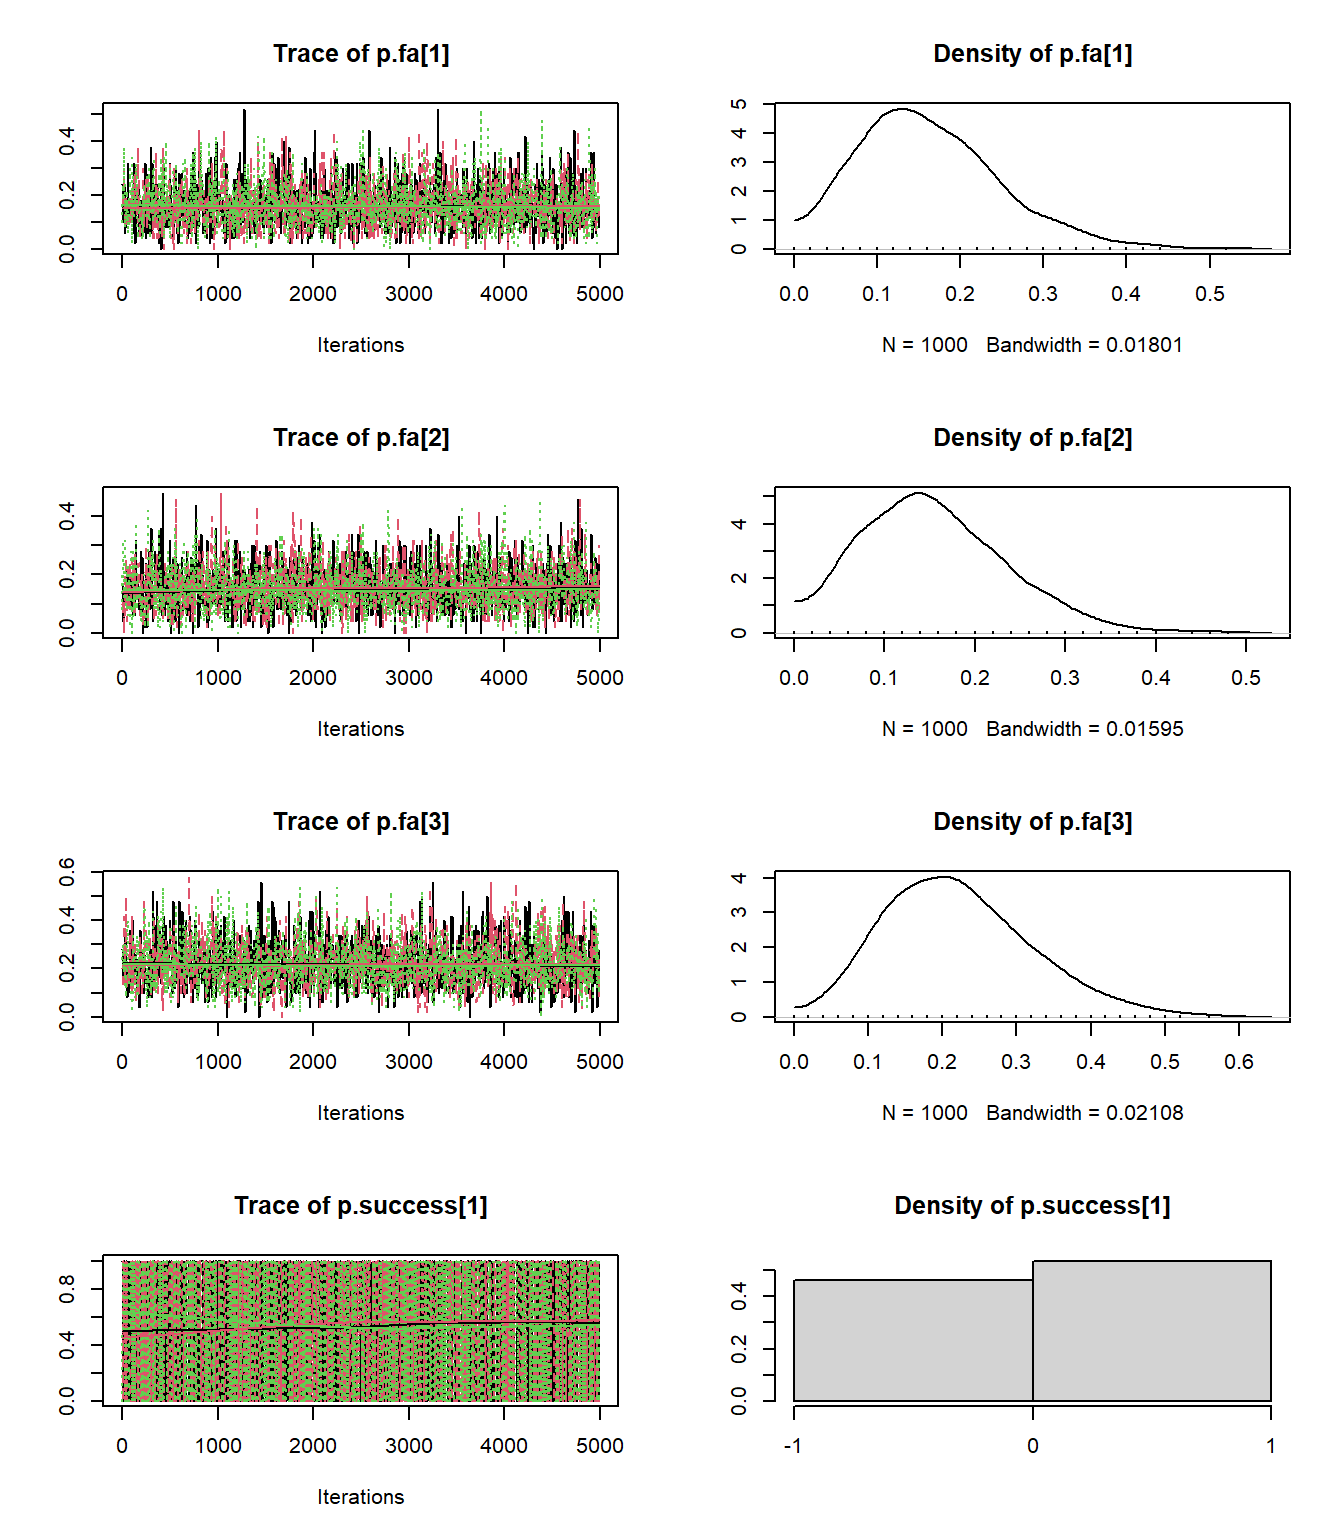 Trace of p.fa[1]
0.0 0.2 0.4
0 1000 2000 3000 4000 5000
Iterations
Density of p.fa[1]
0 1 2 3 4 5
0.0 0.1 0.2 0.3 0.4 0.5
N = 1000 Bandwidth = 0.01801
Trace of p.fa[2]
0.0 0.2 0.4
0 1000 2000 3000 4000 5000
Iterations
Density of p.fa[2]
0 2 4
0.0 0.1 0.2 0.3 0.4 0.5
N = 1000 Bandwidth = 0.01595
Trace of p.fa[3]
0.0 0.2 0.4 0.6
0 1000 2000 3000 4000 5000
Iterations
Density of p.fa[3]
0 1 2 3 4
0.0 0.1 0.2 0.3 0.4 0.5 0.6
N = 1000 Bandwidth = 0.02108
Trace of p.success[1]
0.0 0.4 0.8
0 1000 2000 3000 4000 5000
Iterations
Density of p.success[1]
0.0 0.2 0.4
-1 0 1